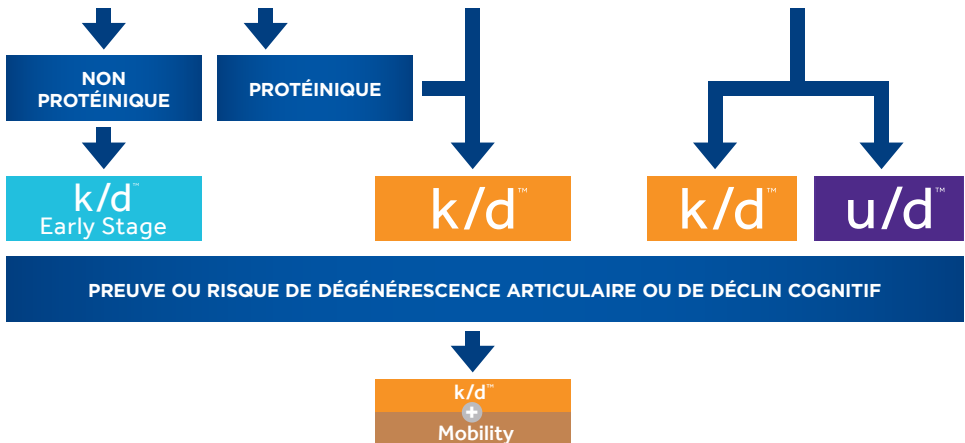 NON
PROTÉINIQUE
PROTÉINIQUE
k/d™
Early Stage
k/d™
k/d™
u/d™
PREUVE OU RISQUE DE DÉGÉNÉRESCENCE ARTICULAIRE OU DE DÉCLIN COGNITIF
k/d™
+
Mobility